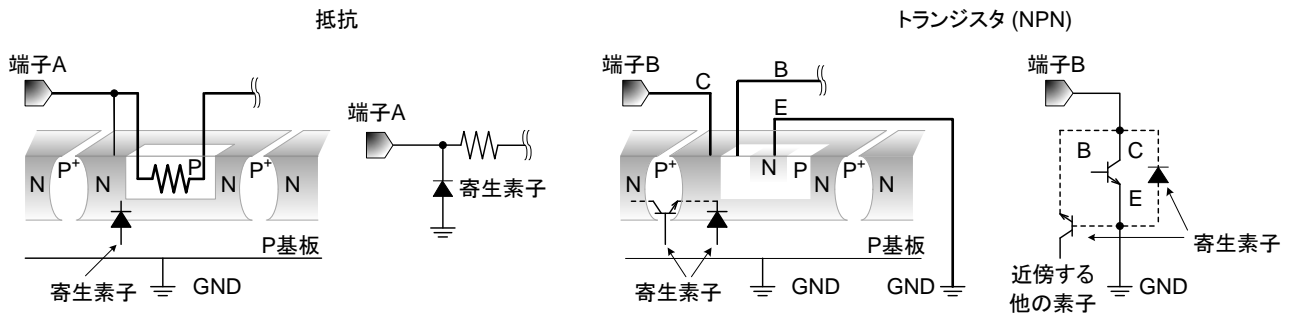 抵抗
トランジスタ (NPN)
端子A
端子A
P+
N
N
P
N
P+
N
寄生素子
P基板
寄生素子
GND
端子B
C
B
E
P+
N
N
N
P
N
P+
N
P基板
寄生素子
GND
GND
端子B
B
C
E
寄生素子
近傍する
他の素子
GND